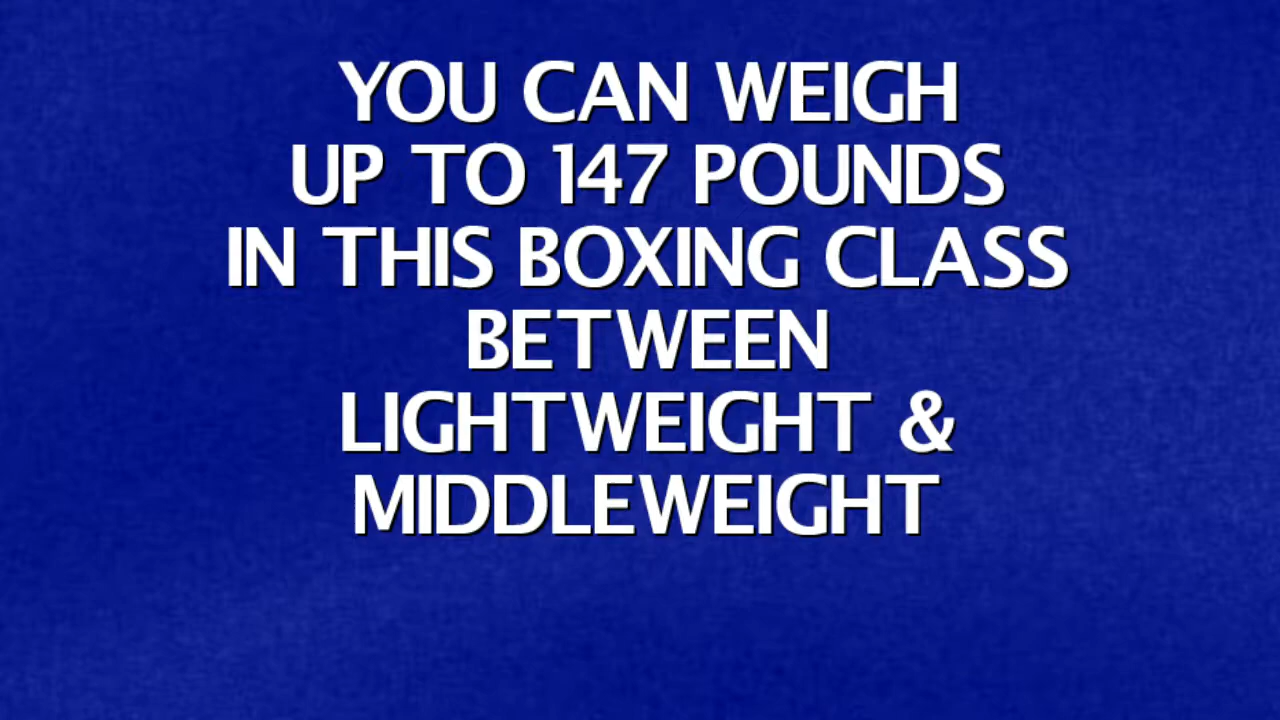 YOU CAN WEIGH
UP TO 147 POUNDS
IN THIS BOXING CLASS
BETWEEN
LIGHTWEIGHT &
MIDDLEWEIGHT